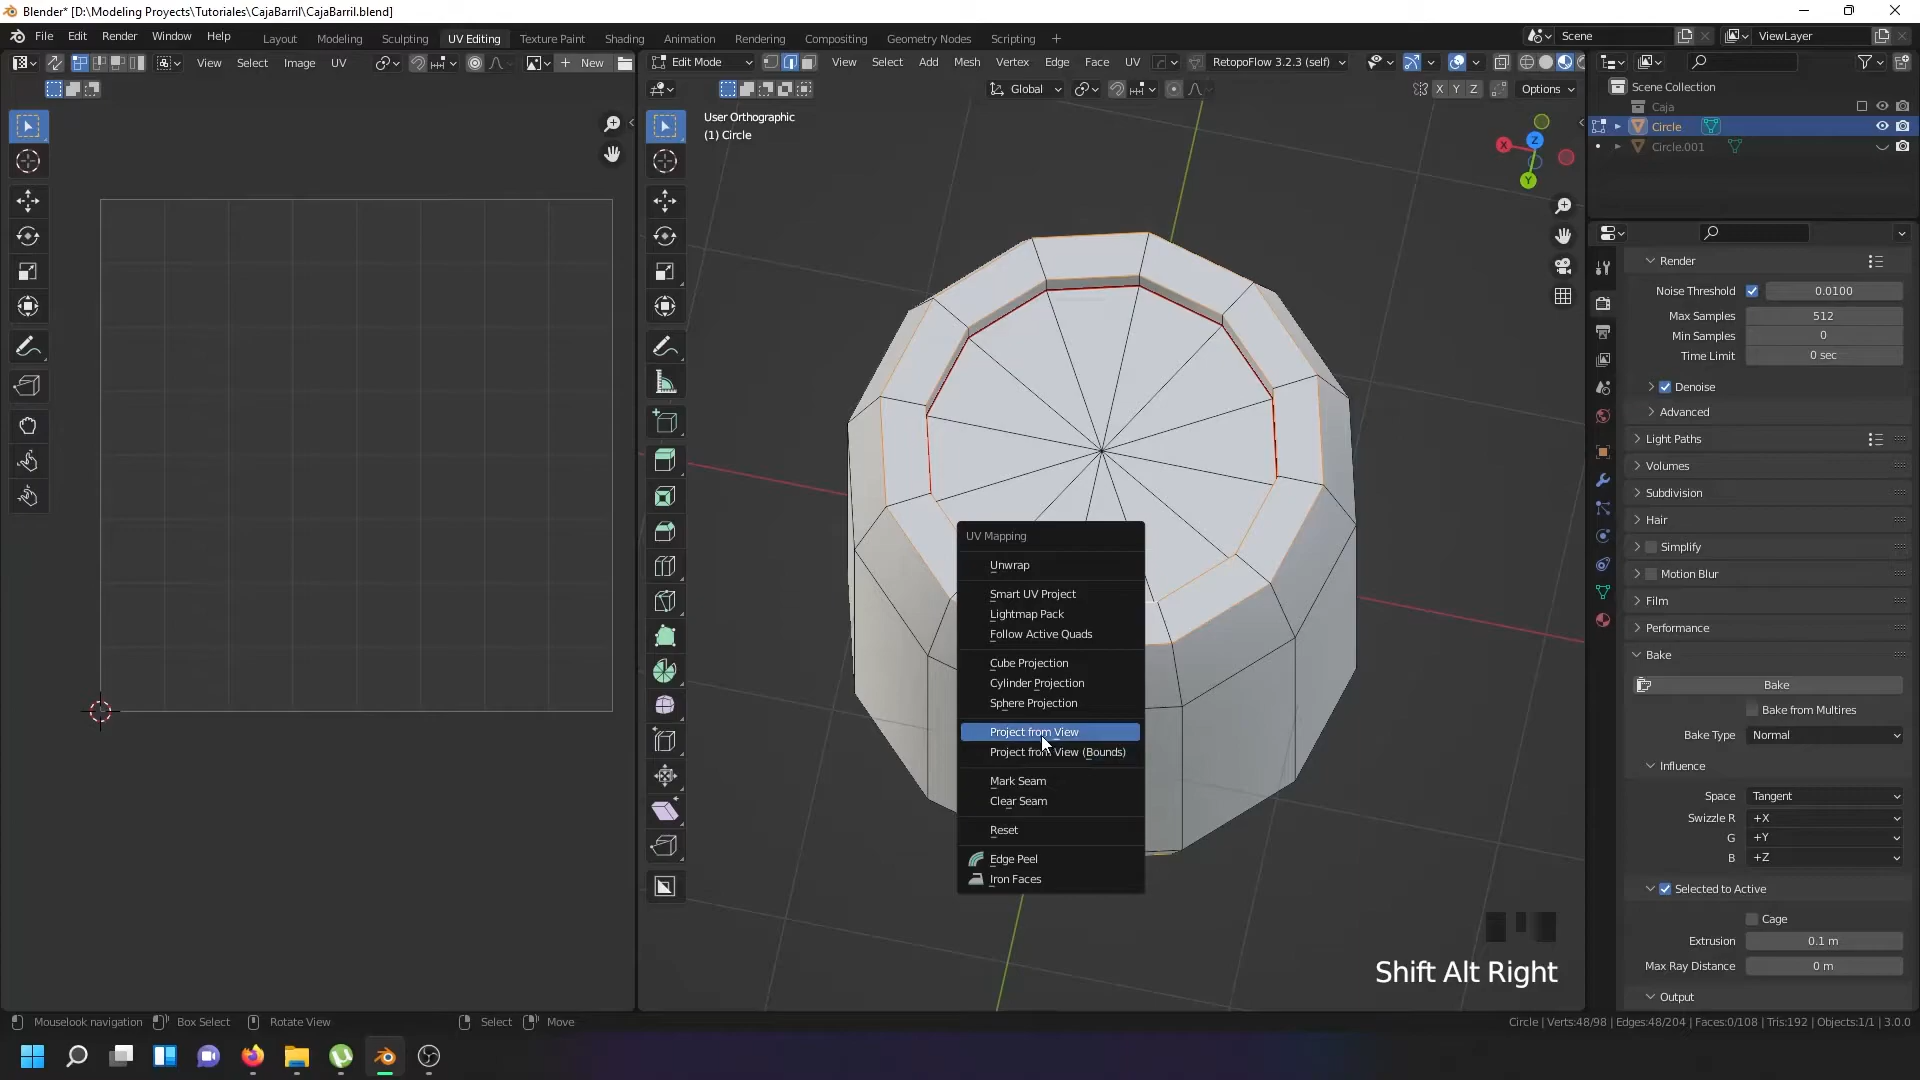 Blender* [D:\Modeling Proyects\Tutoriales\CajaBarril\CajaBarril.blend]
File Edit Render Window Help Layout Modeling Sculpting UV Editing Texture Paint Shading Animation Rendering Compositing Geometry Nodes Scripting + Scene ViewLayer
View Select Image UV New Edit Mode View Select Add Mesh Vertex Edge Face UV RetopoFlow 3.2.3 (self)
Global X Y Z Options
User Orthographic
(1) Circle
Scene Collection
Caja
Circle
Circle.001
X
Z
Y
Render
Noise Threshold 0.0100
Max Samples 512
Min Samples 0
Time Limit 0 sec
Denoise
Advanced
Light Paths
Volumes
Subdivision
Hair
Simplify
Motion Blur
Film
Performance
Bake
Bake
Bake from Multires
Bake Type Normal
Influence
Space Tangent
Swizzle R +X
G +Y
B +Z
Selected to Active
Cage
Extrusion 0.1 m
Max Ray Distance 0 m
Output
UV Mapping
Unwrap
Smart UV Project
Lightmap Pack
Follow Active Quads
Cube Projection
Cylinder Projection
Sphere Projection
Project from View
Project from View (Bounds)
Mark Seam
Clear Seam
Reset
Edge Peel
Iron Faces
Shift Alt Right
Mouselook navigation Box Select Rotate View Select Move Circle | Verts:48/98 | Edges:48/204 | Faces:0/108 | Tris:192 | Objects:1/1 | 3.0.0